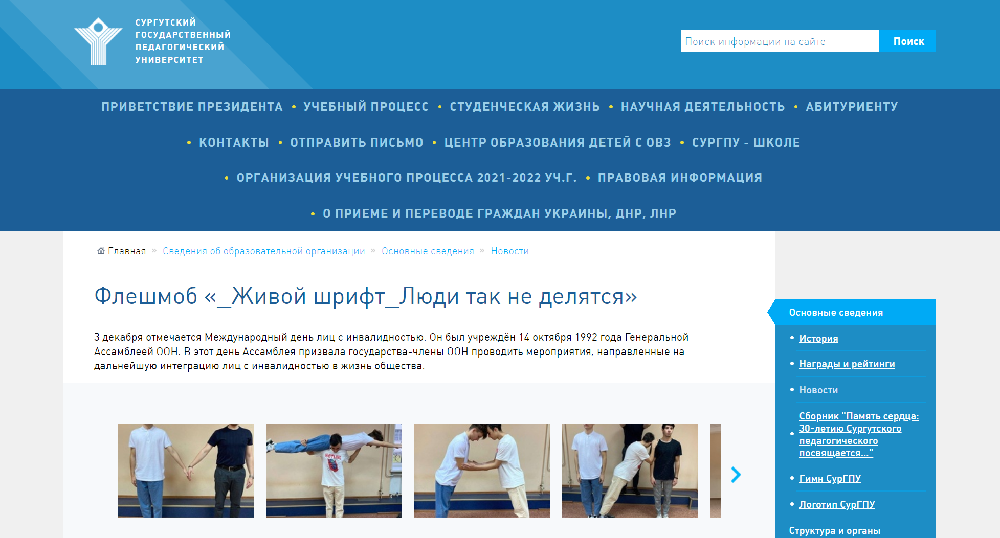 СУРГУТСКИЙ
ГОСУДАРСТВЕННЫЙ
ПЕДАГОГИЧЕСКИЙ
УНИВЕРСИТЕТ
Поиск информации на сайте
Поиск
ПРИВЕТСТВИЕ ПРЕЗИДЕНТА • УЧЕБНЫЙ ПРОЦЕСС • СТУДЕНЧЕСКАЯ ЖИЗНЬ • НАУЧНАЯ ДЕЯТЕЛЬНОСТЬ • АБИТУРИЕНТУ
• КОНТАКТЫ • ОТПРАВИТЬ ПИСЬМО • ЦЕНТР ОБРАЗОВАНИЯ ДЕТЕЙ С ОВЗ • СУРГПУ - ШКОЛЕ
• ОРГАНИЗАЦИЯ УЧЕБНОГО ПРОЦЕССА 2021-2022 УЧ.Г. • ПРАВОВАЯ ИНФОРМАЦИЯ
• О ПРИЕМЕ И ПЕРЕВОДЕ ГРАЖДАН УКРАИНЫ, ДНР, ЛНР
Главная » Сведения об образовательной организации » Основные сведения » Новости
Флешмоб «_Живой шрифт_Люди так не делятся»
3 декабря отмечается Международный день лиц с инвалидностью. Он был учреждён 14 октября 1992 года Генеральной
Ассамблеей ООН. В этот день Ассамблея призвала государства-члены ООН проводить мероприятия, направленные на
дальнейшую интеграцию лиц с инвалидностью в жизнь общества.
HOTLINE
Основные сведения
• История
• Награды и рейтинги
• Новости
• Сборник "Память сердца:
30-летию Сургутского
педагогического
посвящается..."
• Гимн СурГПУ
• Логотип СурГПУ
Структура и органы